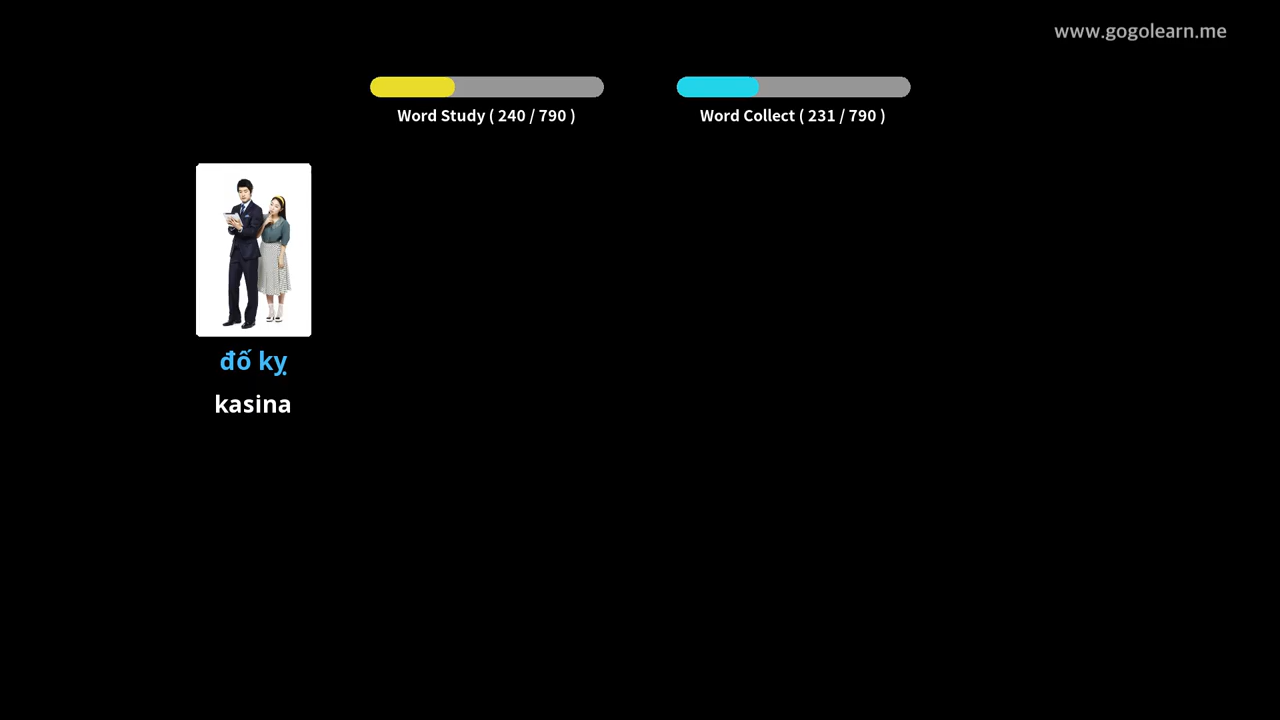 www.gogolearn.me
Word Study ( 240 / 790 )
Word Collect ( 231 / 790 )
đố kỵ
kasina